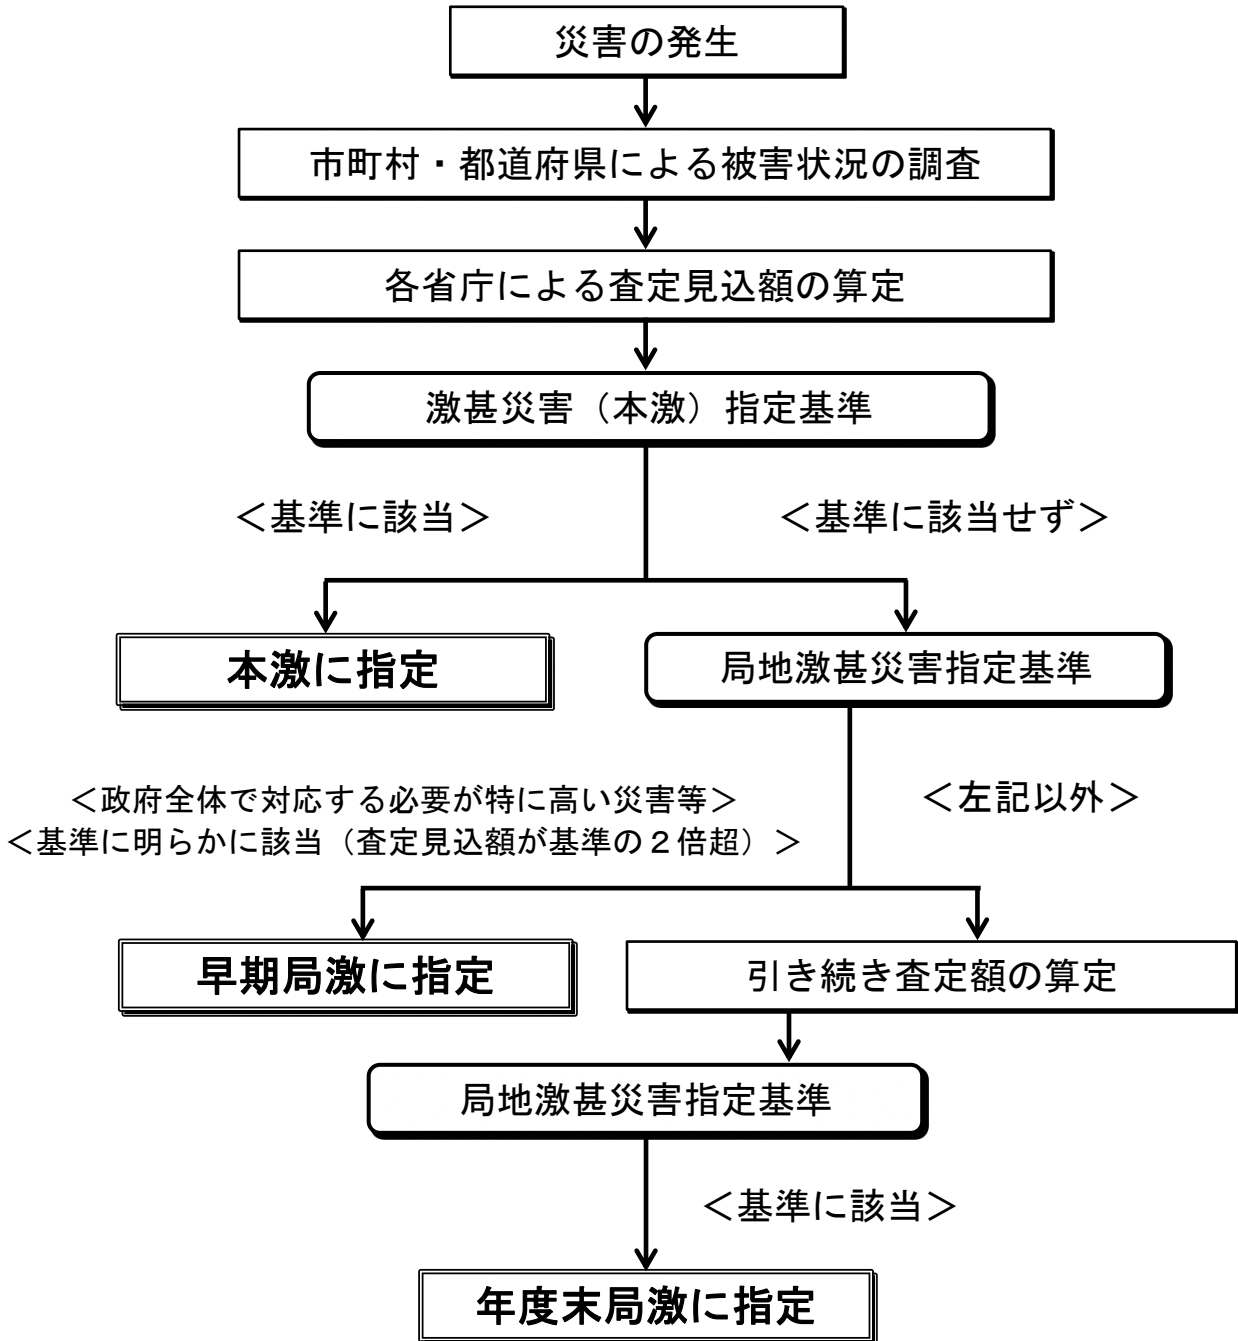 災害の発生
市町村・都道府県による被害状況の調査
各省庁による査定見込額の算定
激甚災害（本激）指定基準
＜基準に該当＞
＜基準に該当せず＞
本激に指定
局地激甚災害指定基準
＜政府全体で対応する必要が特に高い災害等＞
＜基準に明らかに該当（査定見込額が基準の２倍超）＞
＜左記以外＞
早期局激に指定
引き続き査定額の算定
局地激甚災害指定基準
＜基準に該当＞
年度末局激に指定